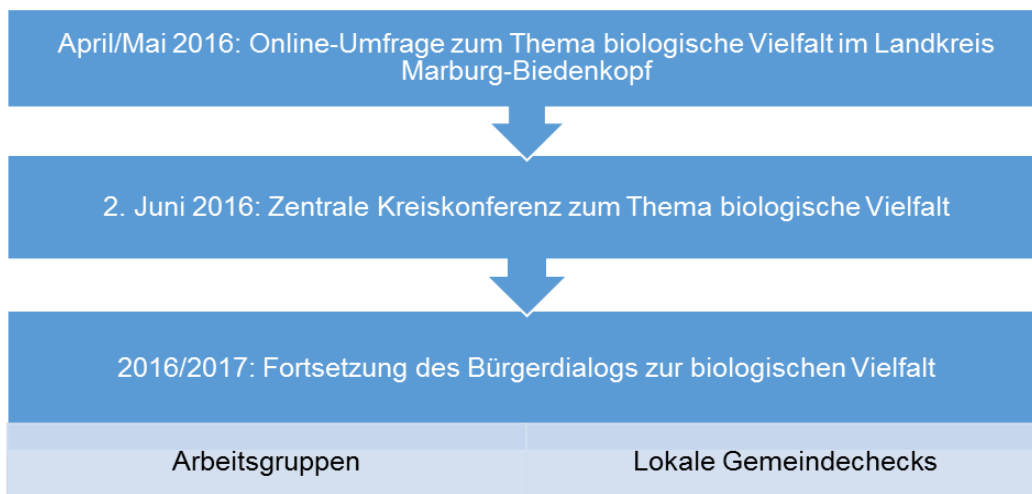 April/Mai 2016: Online-Umfrage zum Thema biologische Vielfalt im Landkreis
Marburg-Biedenkopf
2. Juni 2016: Zentrale Kreiskonferenz zum Thema biologische Vielfalt
2016/2017: Fortsetzung des Bürgerdialogs zur biologischen Vielfalt
Arbeitsgruppen
Lokale Gemeindechecks